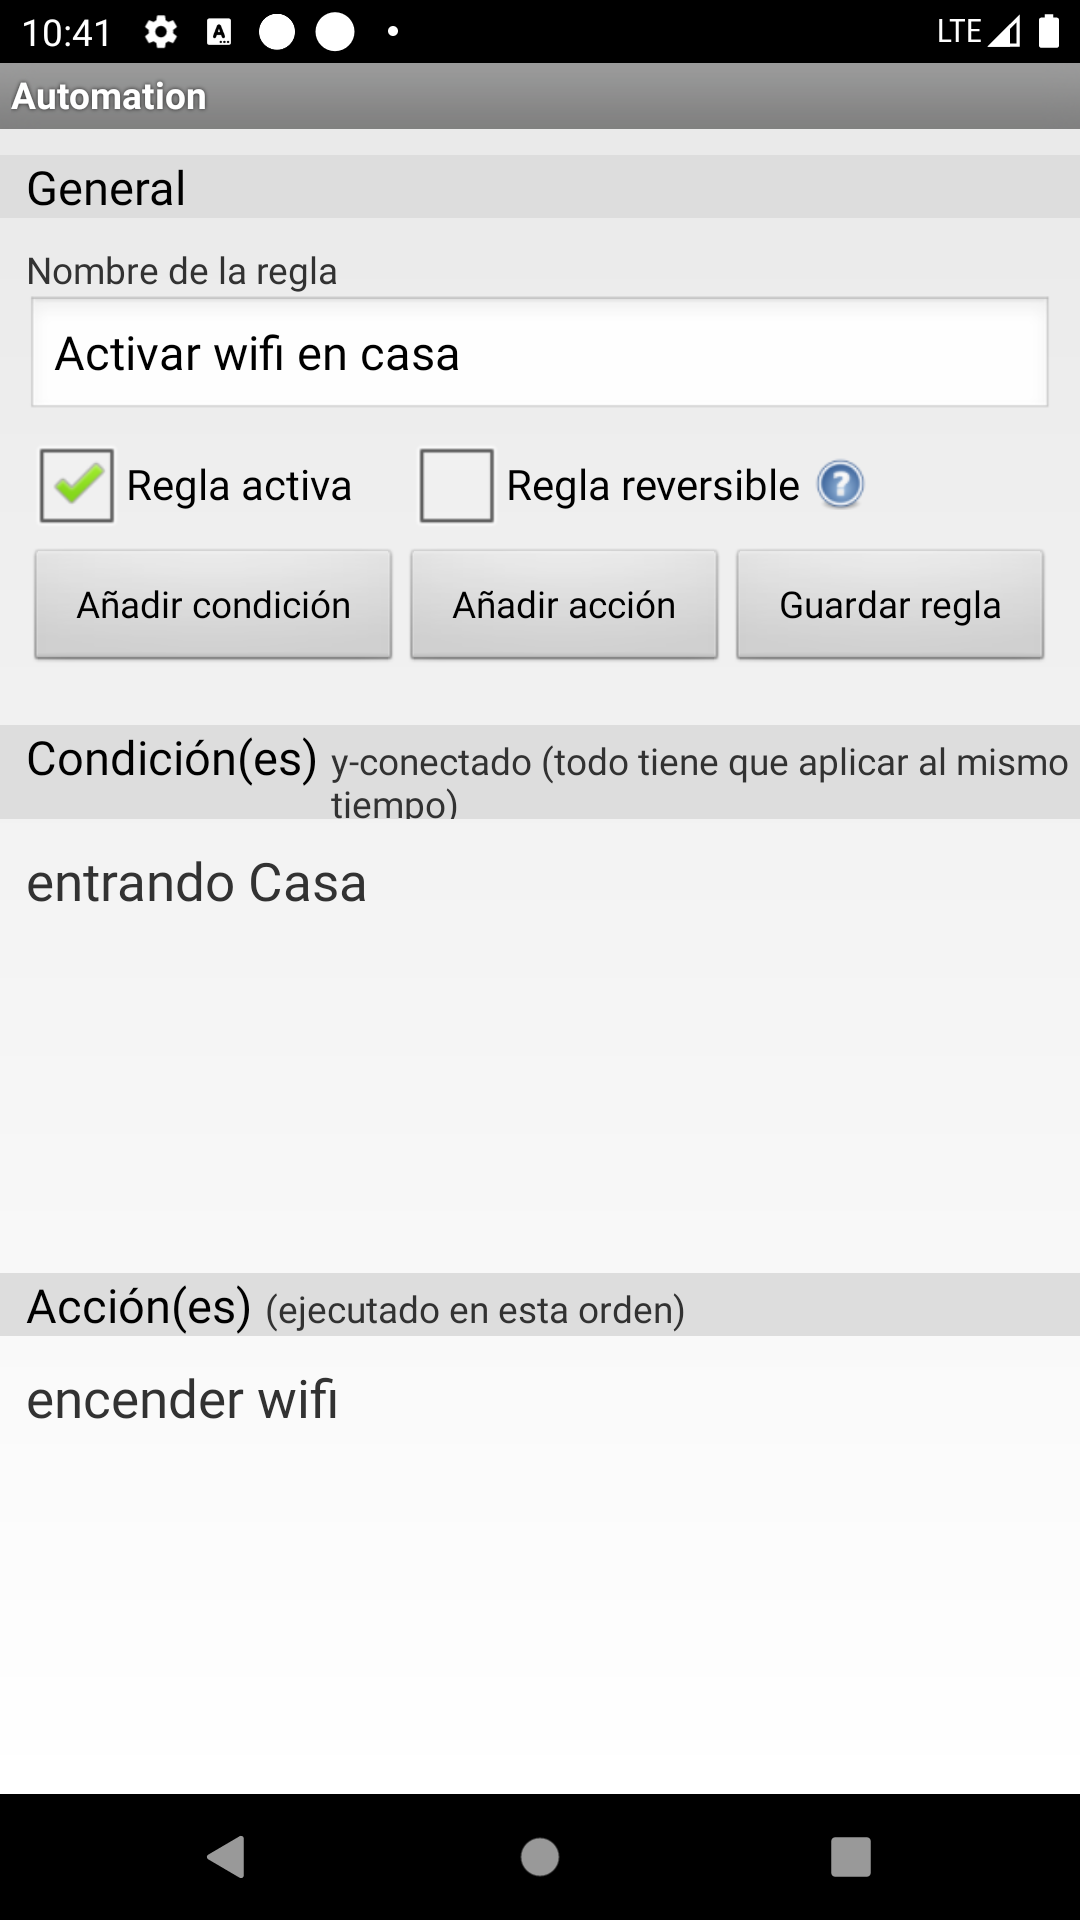 10:41
LTE
Automation
General
Nombre de la regla
Activar wifi en casa
Regla activa
Regla reversible
Añadir condición
Añadir acción
Guardar regla
Condición(es) y-conectado (todo tiene que aplicar al mismo
tiempo)
entrando Casa
Acción(es) (ejecutado en esta orden)
encender wifi